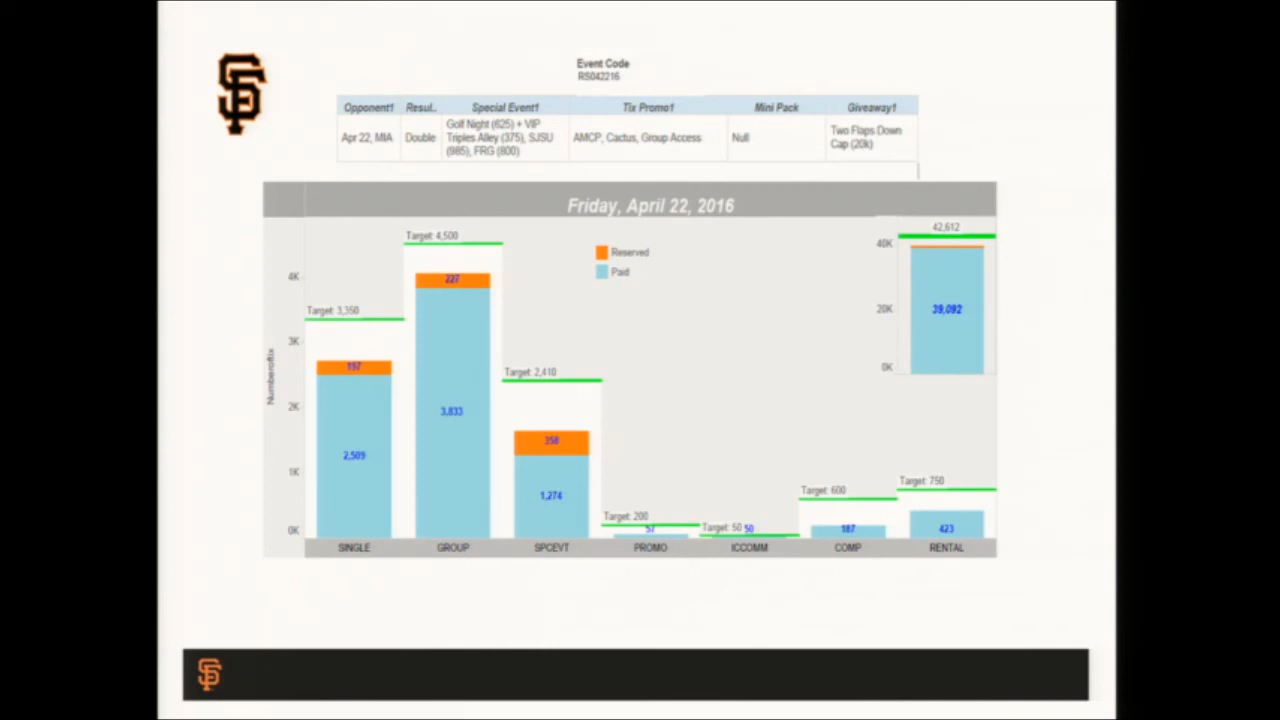 SF
Event Code
RS042216
Opponent1 Resul.. Special Event1 Tix Promo1 Mini Pack Giveaway1
Apr 22, MIA Double Golf Night (625) + VIP Triples Alley (375), SJSU (985), FRG (800) AMCP, Cactus, Group Access Null Two Flaps Down Cap (20k)
Friday, April 22, 2016
Target: 4,500
42,612
Reserved
Paid
40K
20K
0K
39,092
Target: 3,350
Target: 2,410
Target: 200
Target: 50
Target: 600
Target: 750
Numberoftix
4K
3K
2K
1K
0K
197
2,509
227
3,833
358
1,274
57
50
187
423
SINGLE GROUP SPCEVT PROMO ICCOMM COMP RENTAL
SF